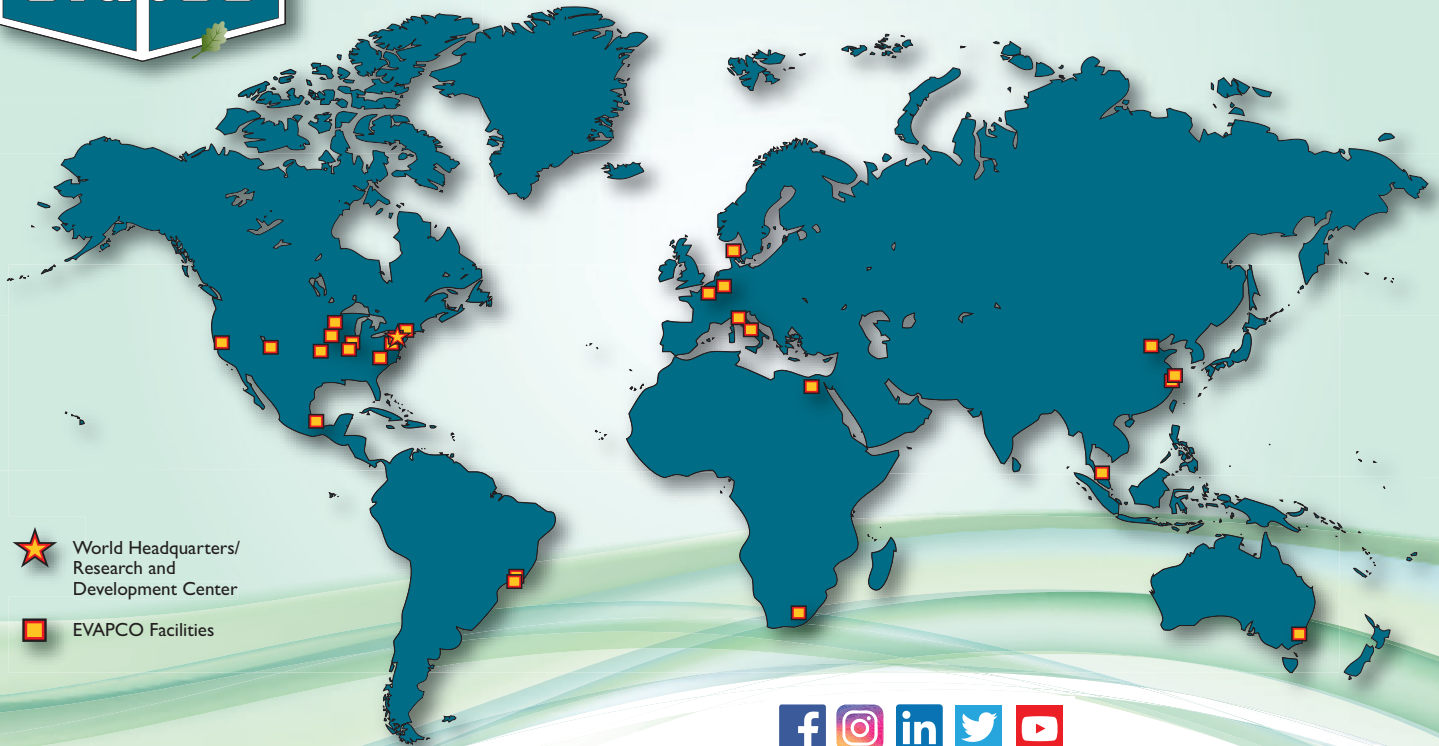 World Headquarters/
Research and
Development Center
EVAPCO Facilities